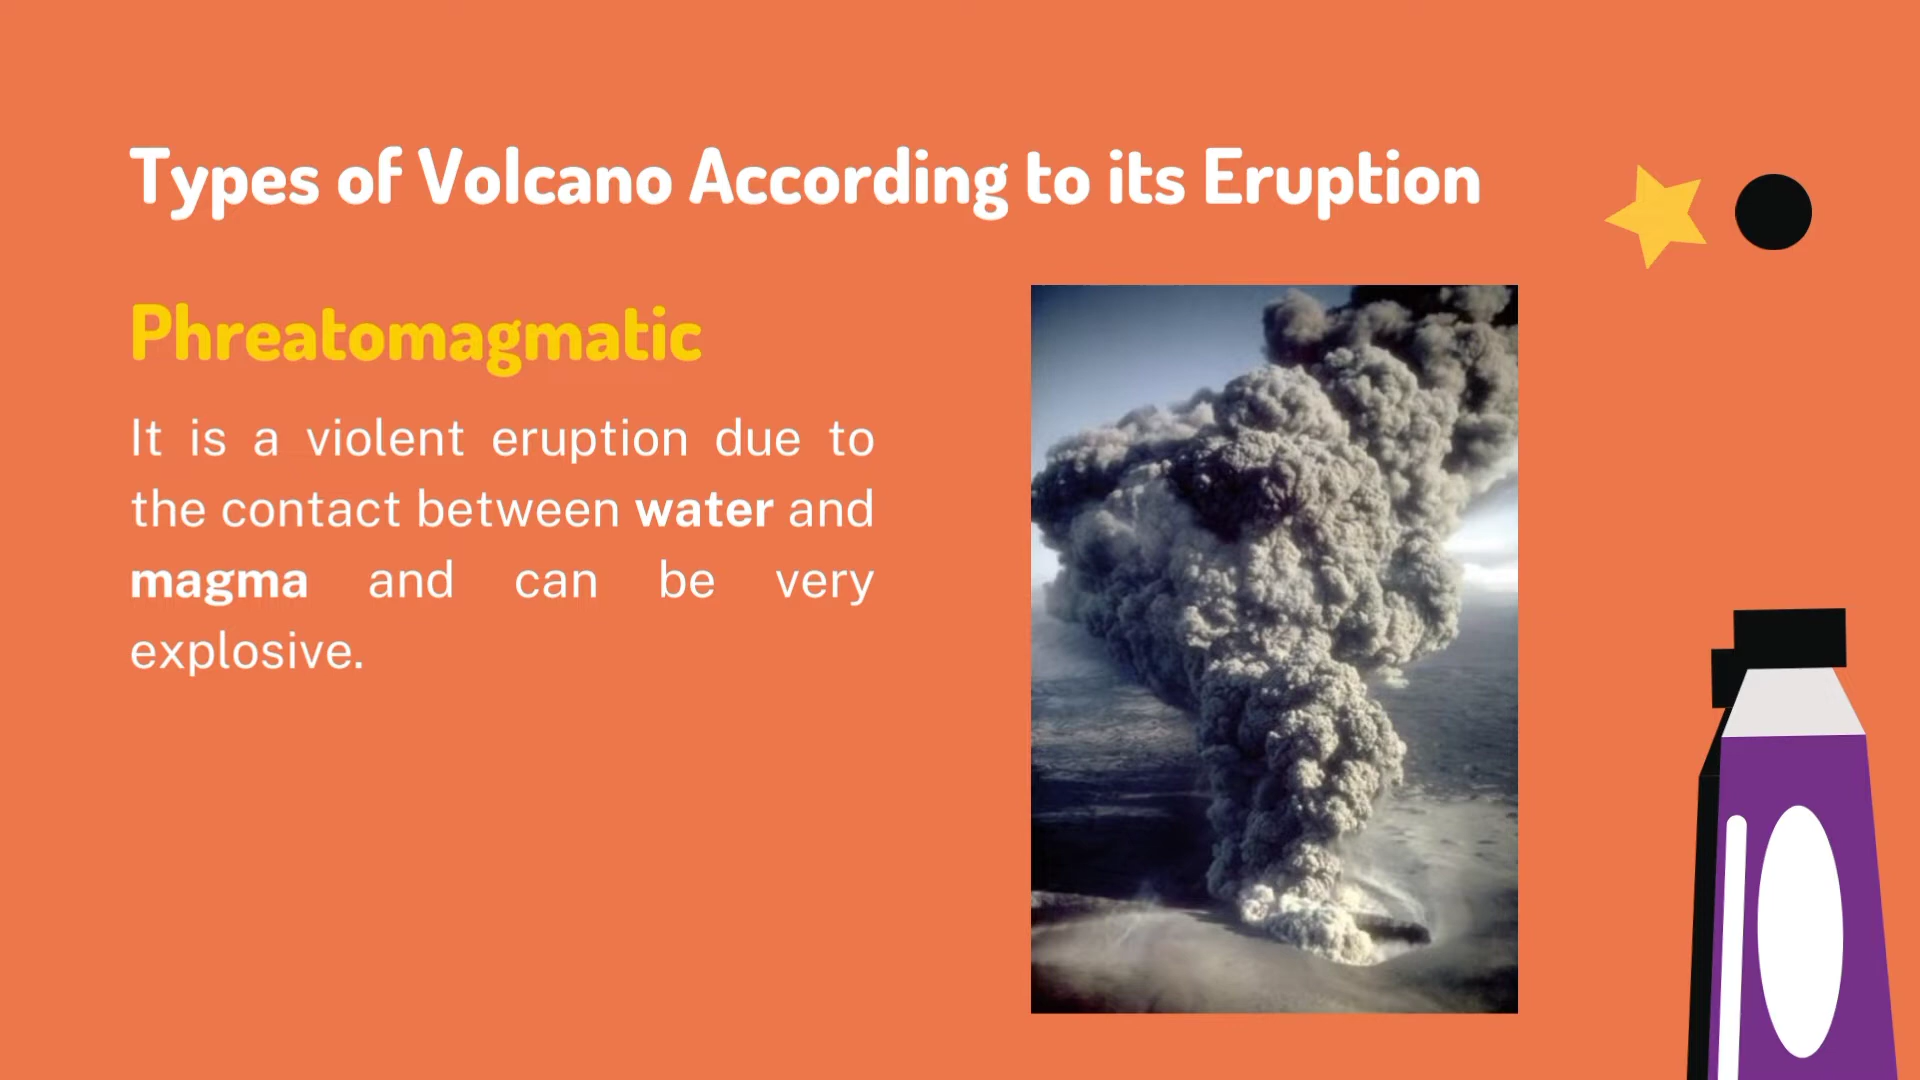 Types of Volcano According to its Eruption
Phreatomagmatic
It is a violent eruption due to
the contact between water and
magma and can be very
explosive.